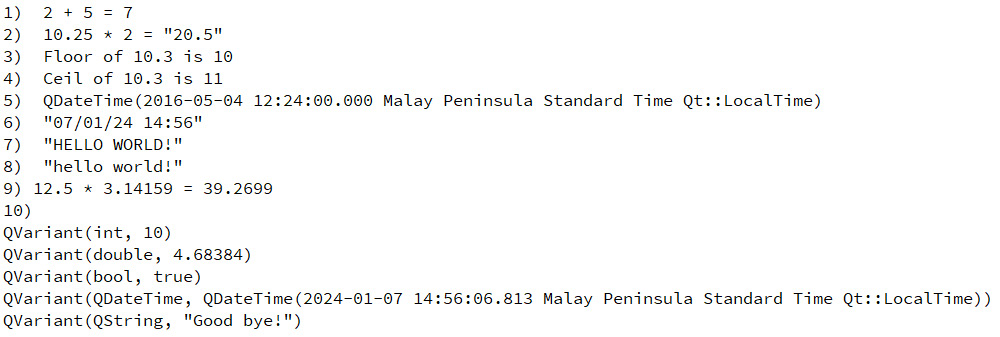 1)  2 + 5 = 7
2)  10.25 * 2 = "20.5"
3)  Floor of 10.3 is 10
4)  Ceil of 10.3 is 11
5)  QDateTime(2016-05-04 12:24:00.000 Malay Peninsula Standard Time Qt::LocalTime)
6)  "07/01/24 14:56"
7)  "HELLO WORLD!"
8)  "hello world!"
9) 12.5 * 3.14159 = 39.2699
10)
QVariant(int, 10)
QVariant(double, 4.68384)
QVariant(bool, true)
QVariant(QDateTime, QDateTime(2024-01-07 14:56:06.813 Malay Peninsula Standard Time Qt::LocalTime))
QVariant(QString, "Good bye!")